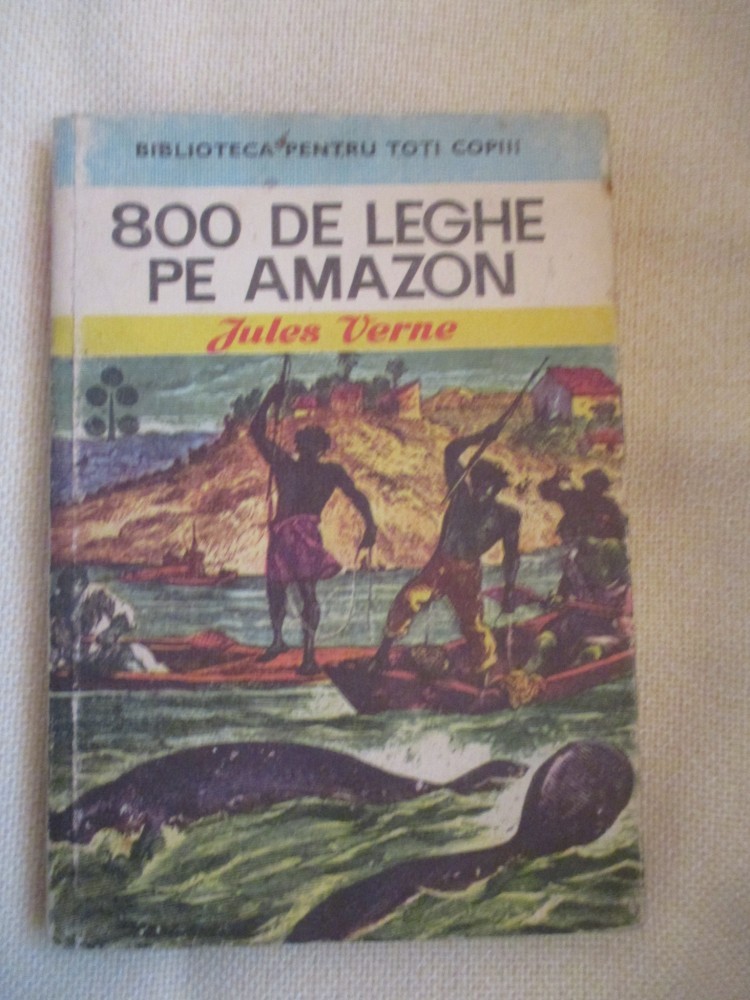 BIBLIOTECA PENTRU TOTI COPIII
800 DE LEGHE
PE AMAZON
Jules Verne